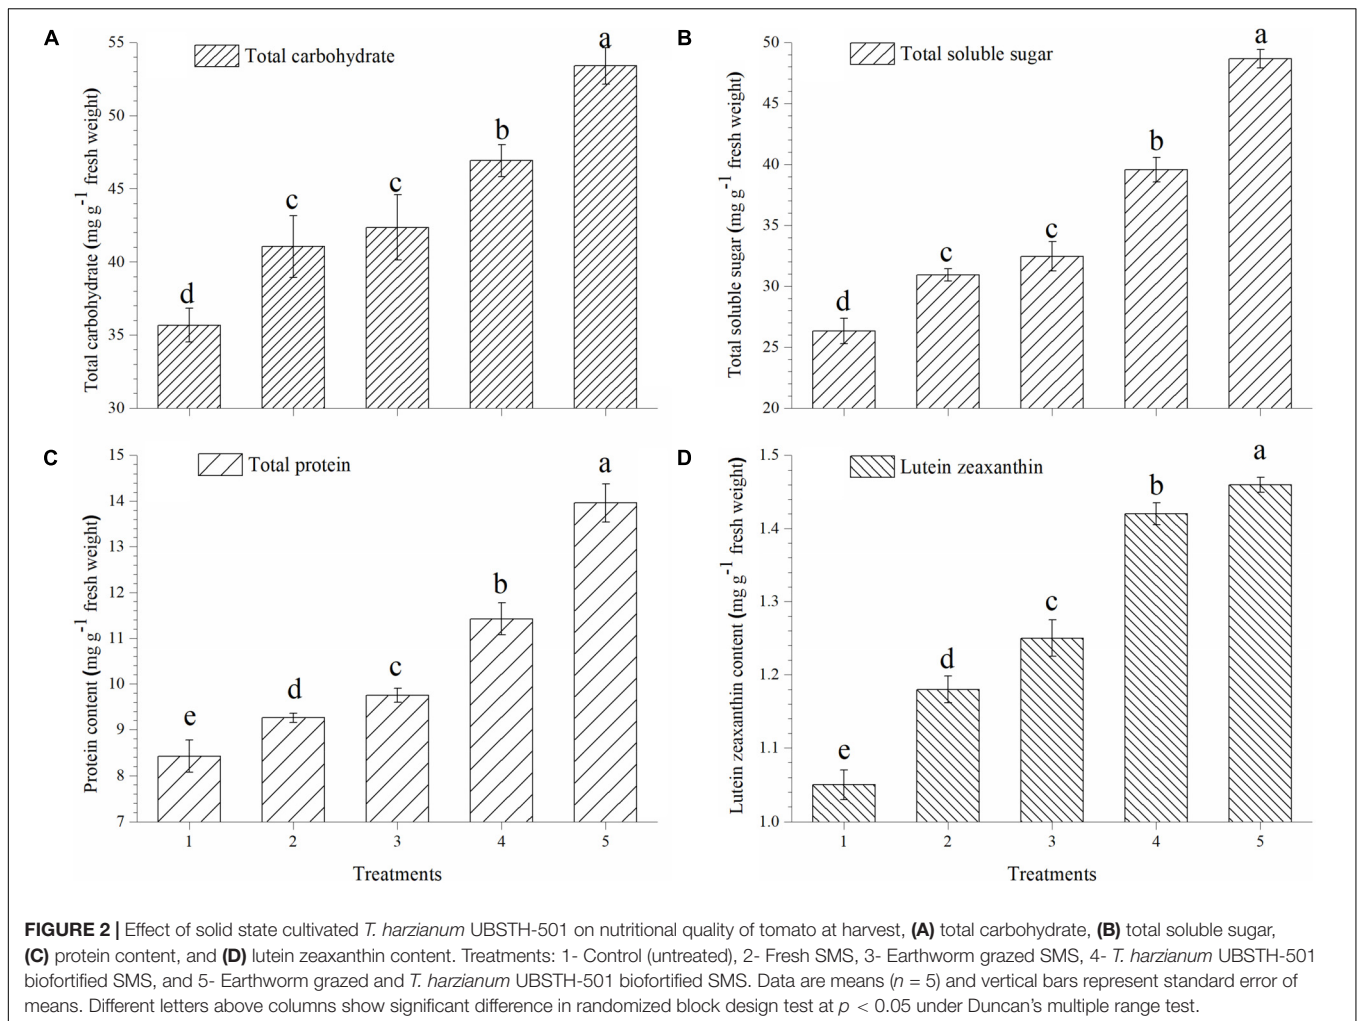 A
Total carbohydrate
Total carbohydrate (mg g-1 fresh weight)
55
50
45
40
35
30
d
c
c
b
a
B
Total soluble sugar
Total soluble sugar (mg g-1 fresh weight)
50
45
40
35
30
25
20
d
c
c
b
a
C
Total protein
Protein content (mg g-1 fresh weight)
15
14
13
12
11
10
9
8
7
e
d
c
b
a
1 2 3 4 5
Treatments
D
Lutein zeaxanthin
Lutein zeaxanthin content (mg g-1 fresh weight)
1.5
1.4
1.3
1.2
1.1
1.0
e
d
c
b
a
1 2 3 4 5
Treatments
FIGURE 2 | Effect of solid state cultivated T. harzianum UBSTH-501 on nutritional quality of tomato at harvest, (A) total carbohydrate, (B) total soluble sugar,
(C) protein content, and (D) lutein zeaxanthin content. Treatments: 1- Control (untreated), 2- Fresh SMS, 3- Earthworm grazed SMS, 4- T. harzianum UBSTH-501
biofortified SMS, and 5- Earthworm grazed and T. harzianum UBSTH-501 biofortified SMS. Data are means (n = 5) and vertical bars represent standard error of
means. Different letters above columns show significant difference in randomized block design test at p < 0.05 under Duncan's multiple range test.